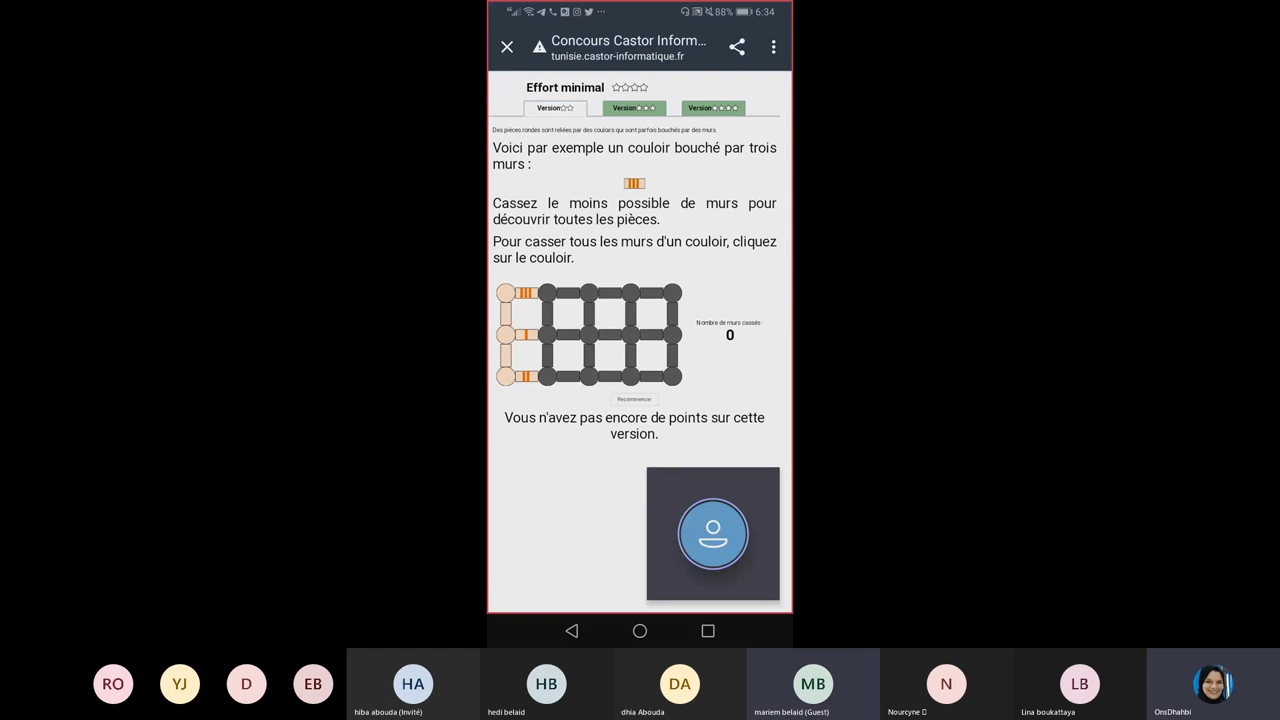 88% 6:34
Concours Castor Inform...
tunisie.castor-informatique.fr
Effort minimal
Version
Version
Version
Des pièces rondes sont reliées par des couloirs qui sont parfois bouchés par des murs.
Voici par exemple un couloir bouché par trois
murs :
Cassez le moins possible de murs pour
découvrir toutes les pièces.
Pour casser tous les murs d'un couloir, cliquez
sur le couloir.
Nombre de murs cassés :
0
Recommencer
Vous n'avez pas encore de points sur cette
version.
RO
YJ
D
EB
HA
HB
DA
MB
N
LB
hiba abouda (Invité)
hedi belaid
dhia Abouda
mariem belaid (Guest)
Nourcyne
Lina boukattaya
OnsDhahbi